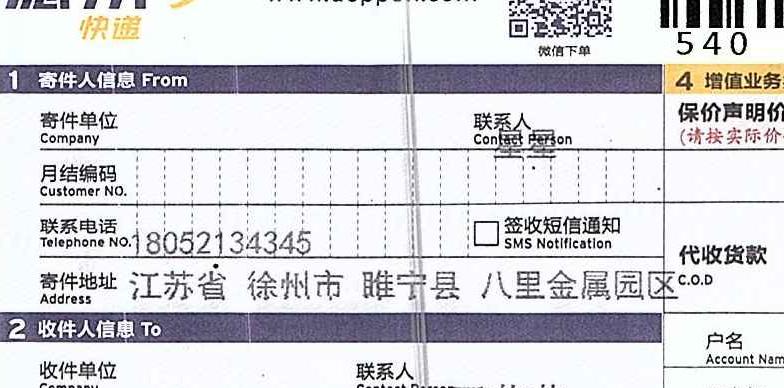 快递
微信下单
540
1 寄件人信息 From
4 增值业务
寄件单位
Company
联系人
Contact Person
星星
保价声明价
(请按实际价
月结编码
Customer NO.
联系电话
Telephone NO.
18052134345
签收短信通知
SMS Notification
代收货款
C.O.D
寄件地址
Address
江苏省 徐州市 睢宁县 八里金属园区
2 收件人信息 To
户名
Account Nam
收件单位
Company
联系人
Contact Person